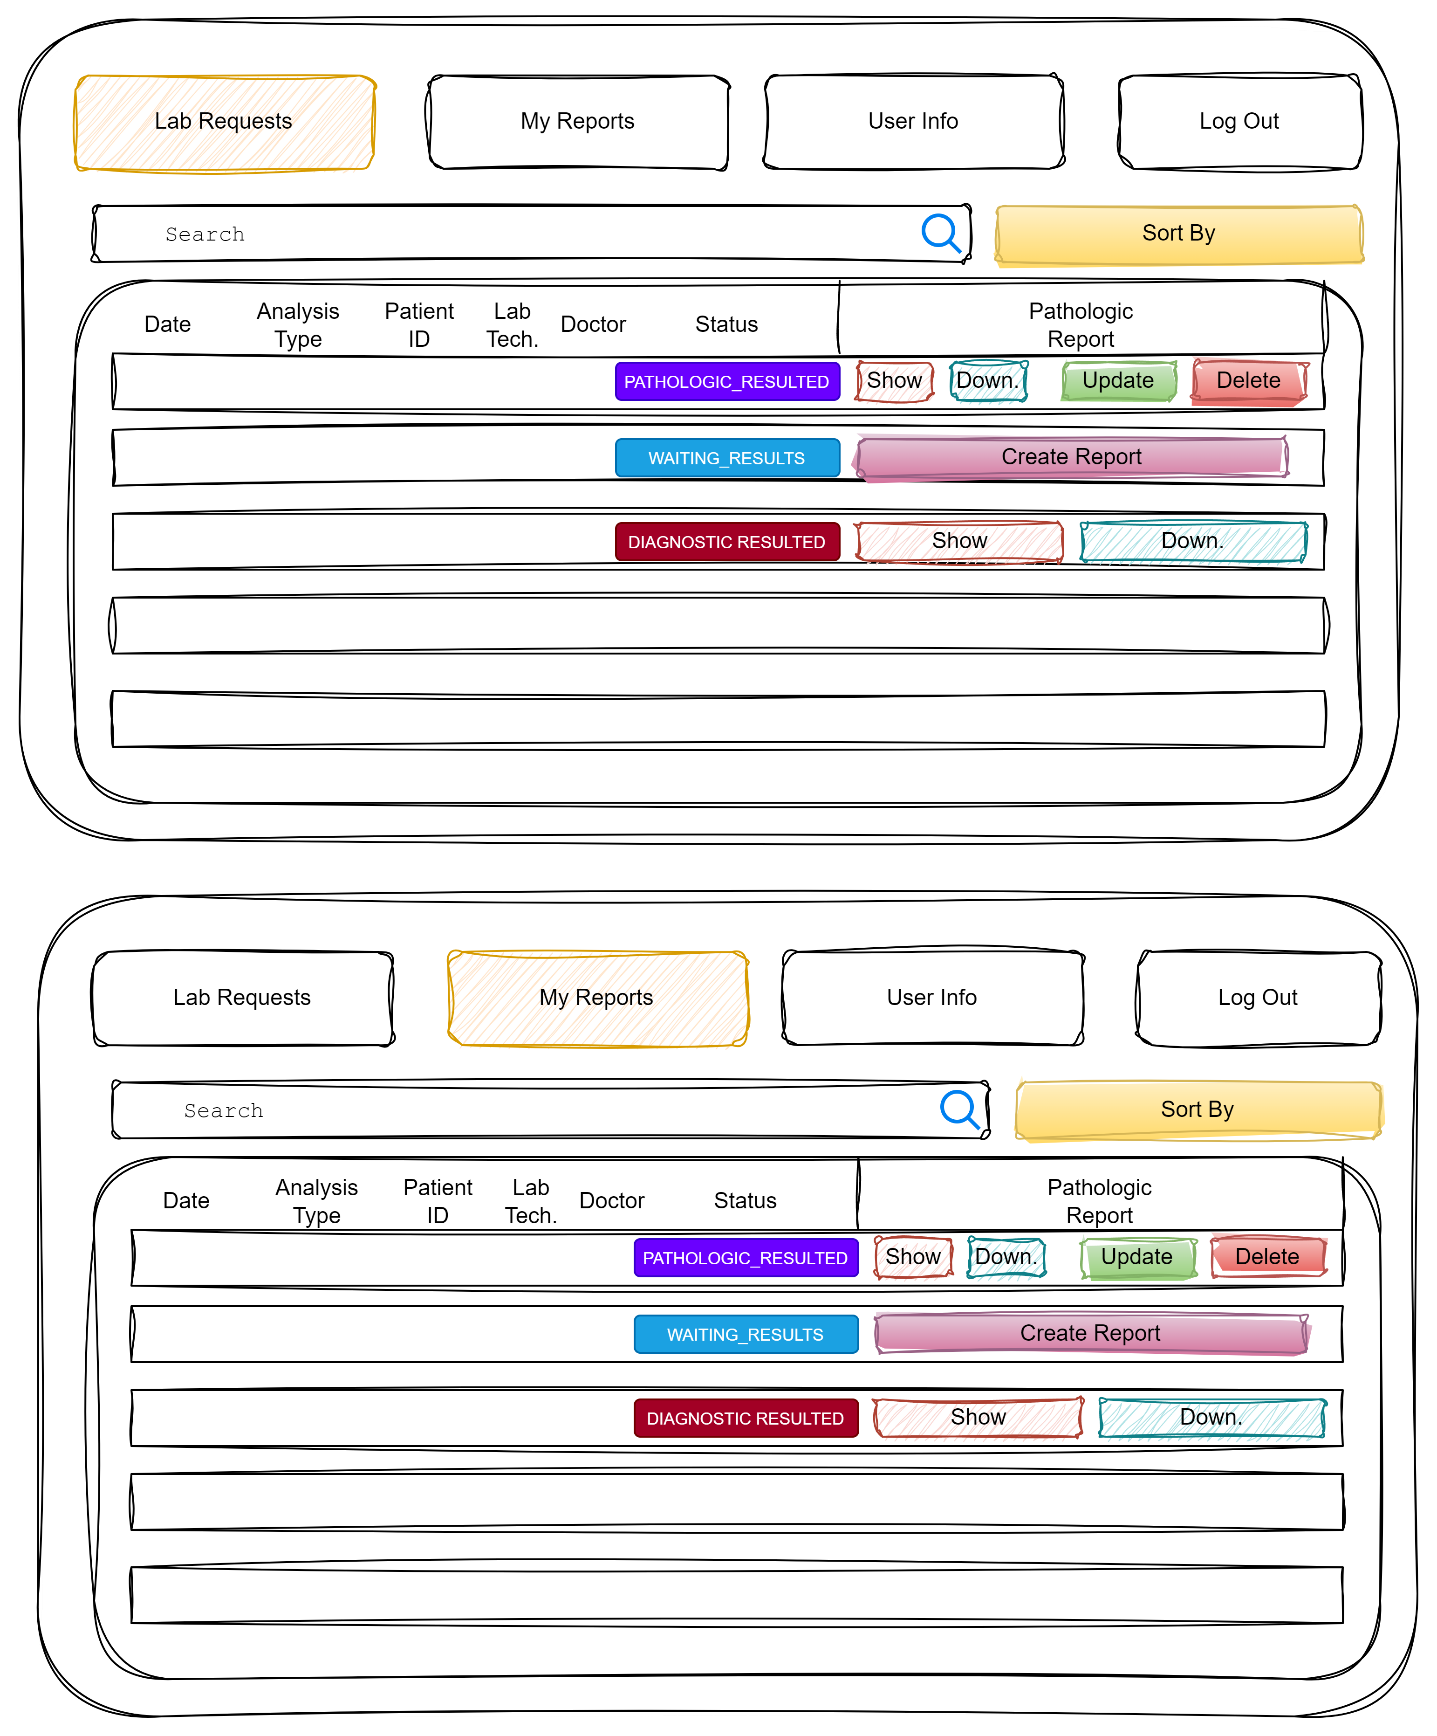 Lab Requests
My Reports
User Info
Log Out
Search
Sort By
Date
Analysis
Type
Patient
ID
Lab
Tech.
Doctor
Status
Pathologic
Report
PATHOLOGIC_RESULTED
Show
Down.
Update
Delete
WAITING_RESULTS
Create Report
DIAGNOSTIC RESULTED
Show
Down.
Lab Requests
My Reports
User Info
Log Out
Search
Sort By
Date
Analysis
Type
Patient
ID
Lab
Tech.
Doctor
Status
Pathologic
Report
PATHOLOGIC_RESULTED
Show
Down.
Update
Delete
WAITING_RESULTS
Create Report
DIAGNOSTIC RESULTED
Show
Down.